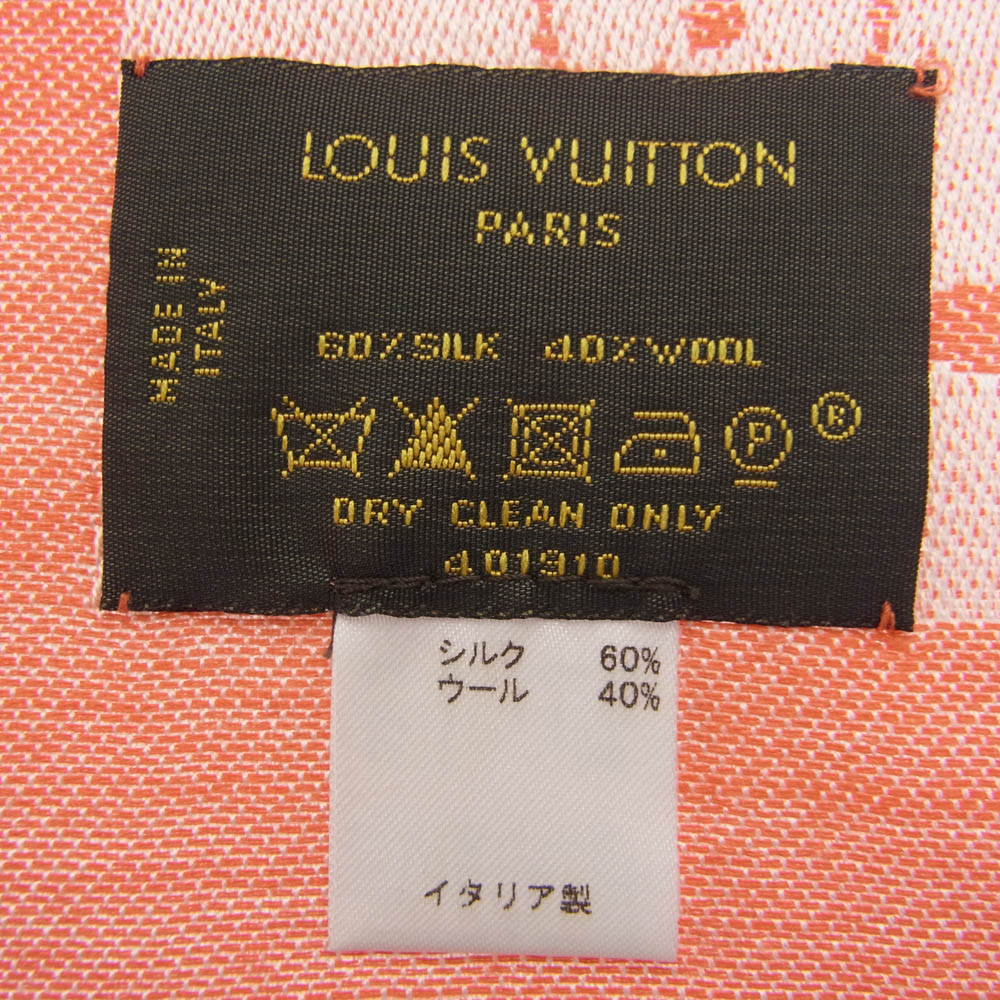 LOUIS VUITTON
PARIS
MADE IN
ITALY
60%SILK 40%WOOL
P ®
DRY CLEAN ONLY
401910
シルク 60%
ウール 40%
イタリア製